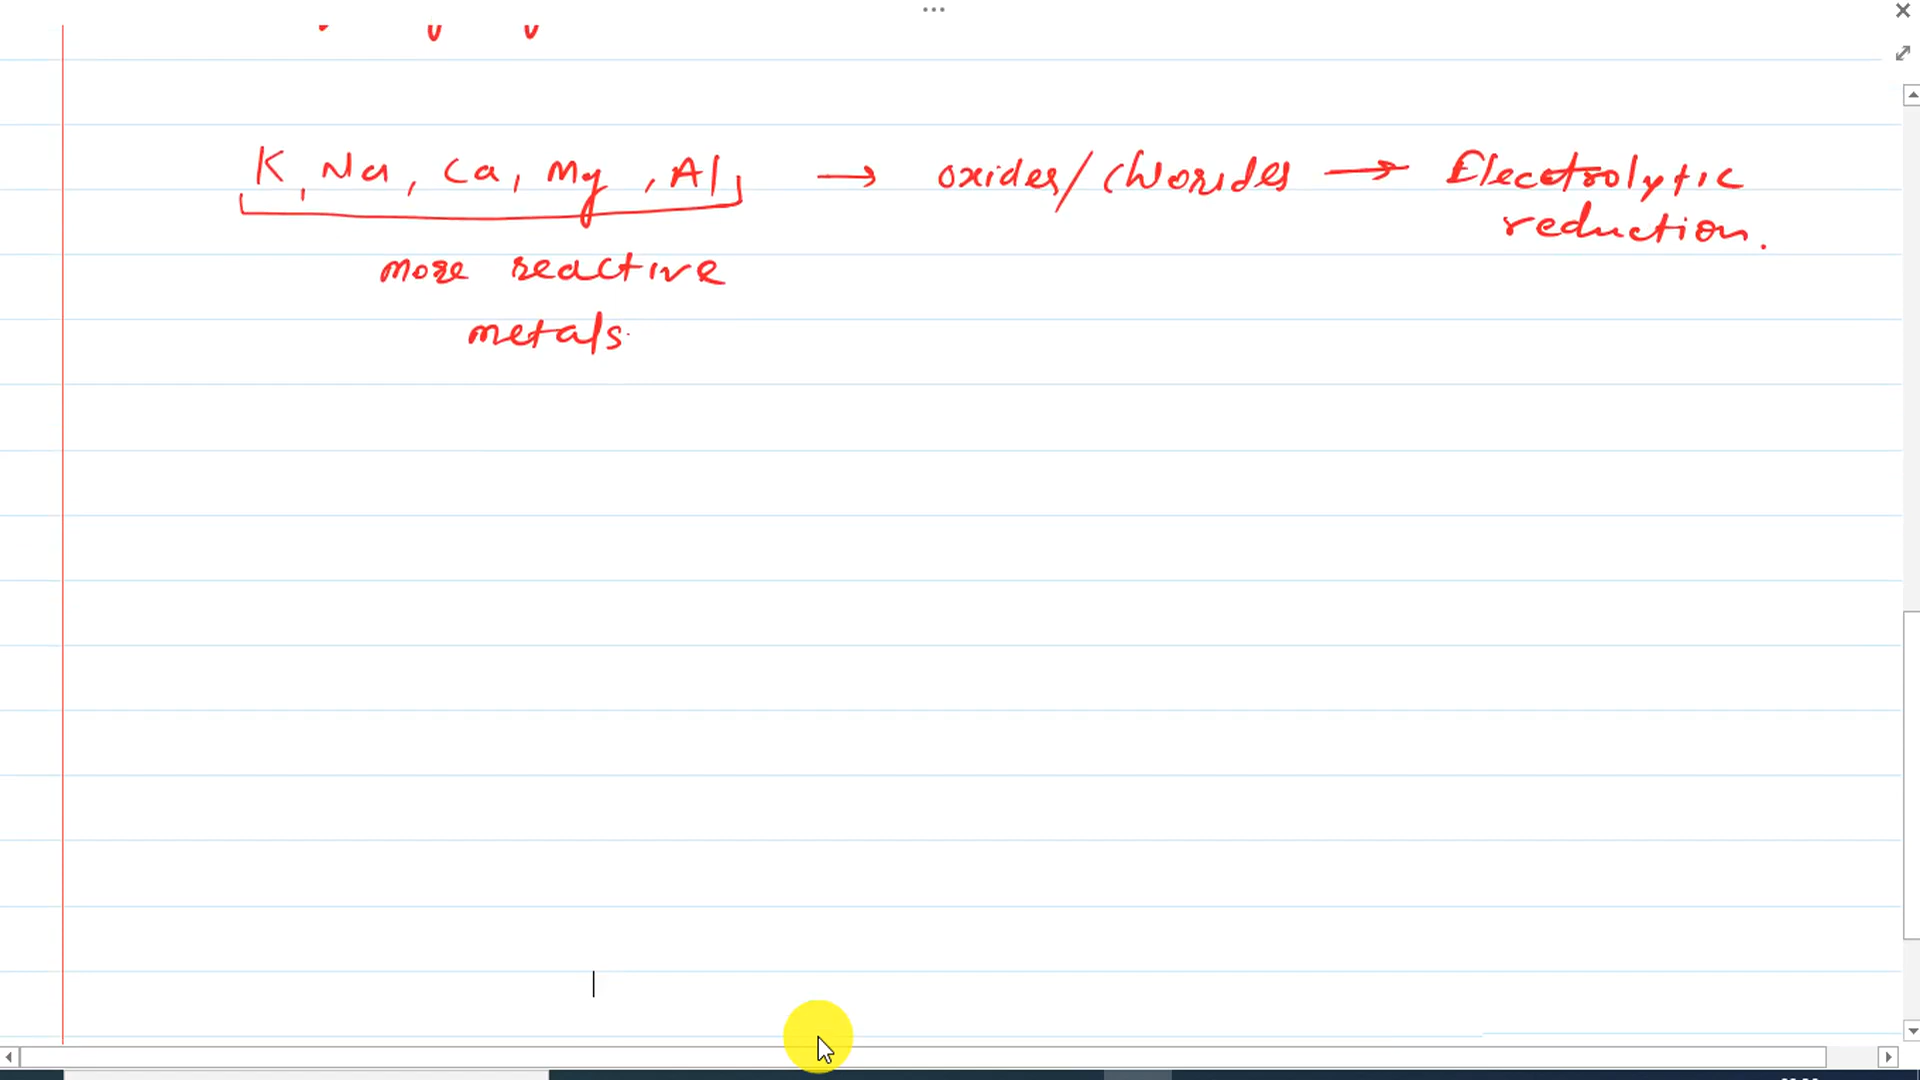 K, Na, Ca, Mg, Al, → oxides/chlorides → Electrolytic
reduction.
more reactive
metals.